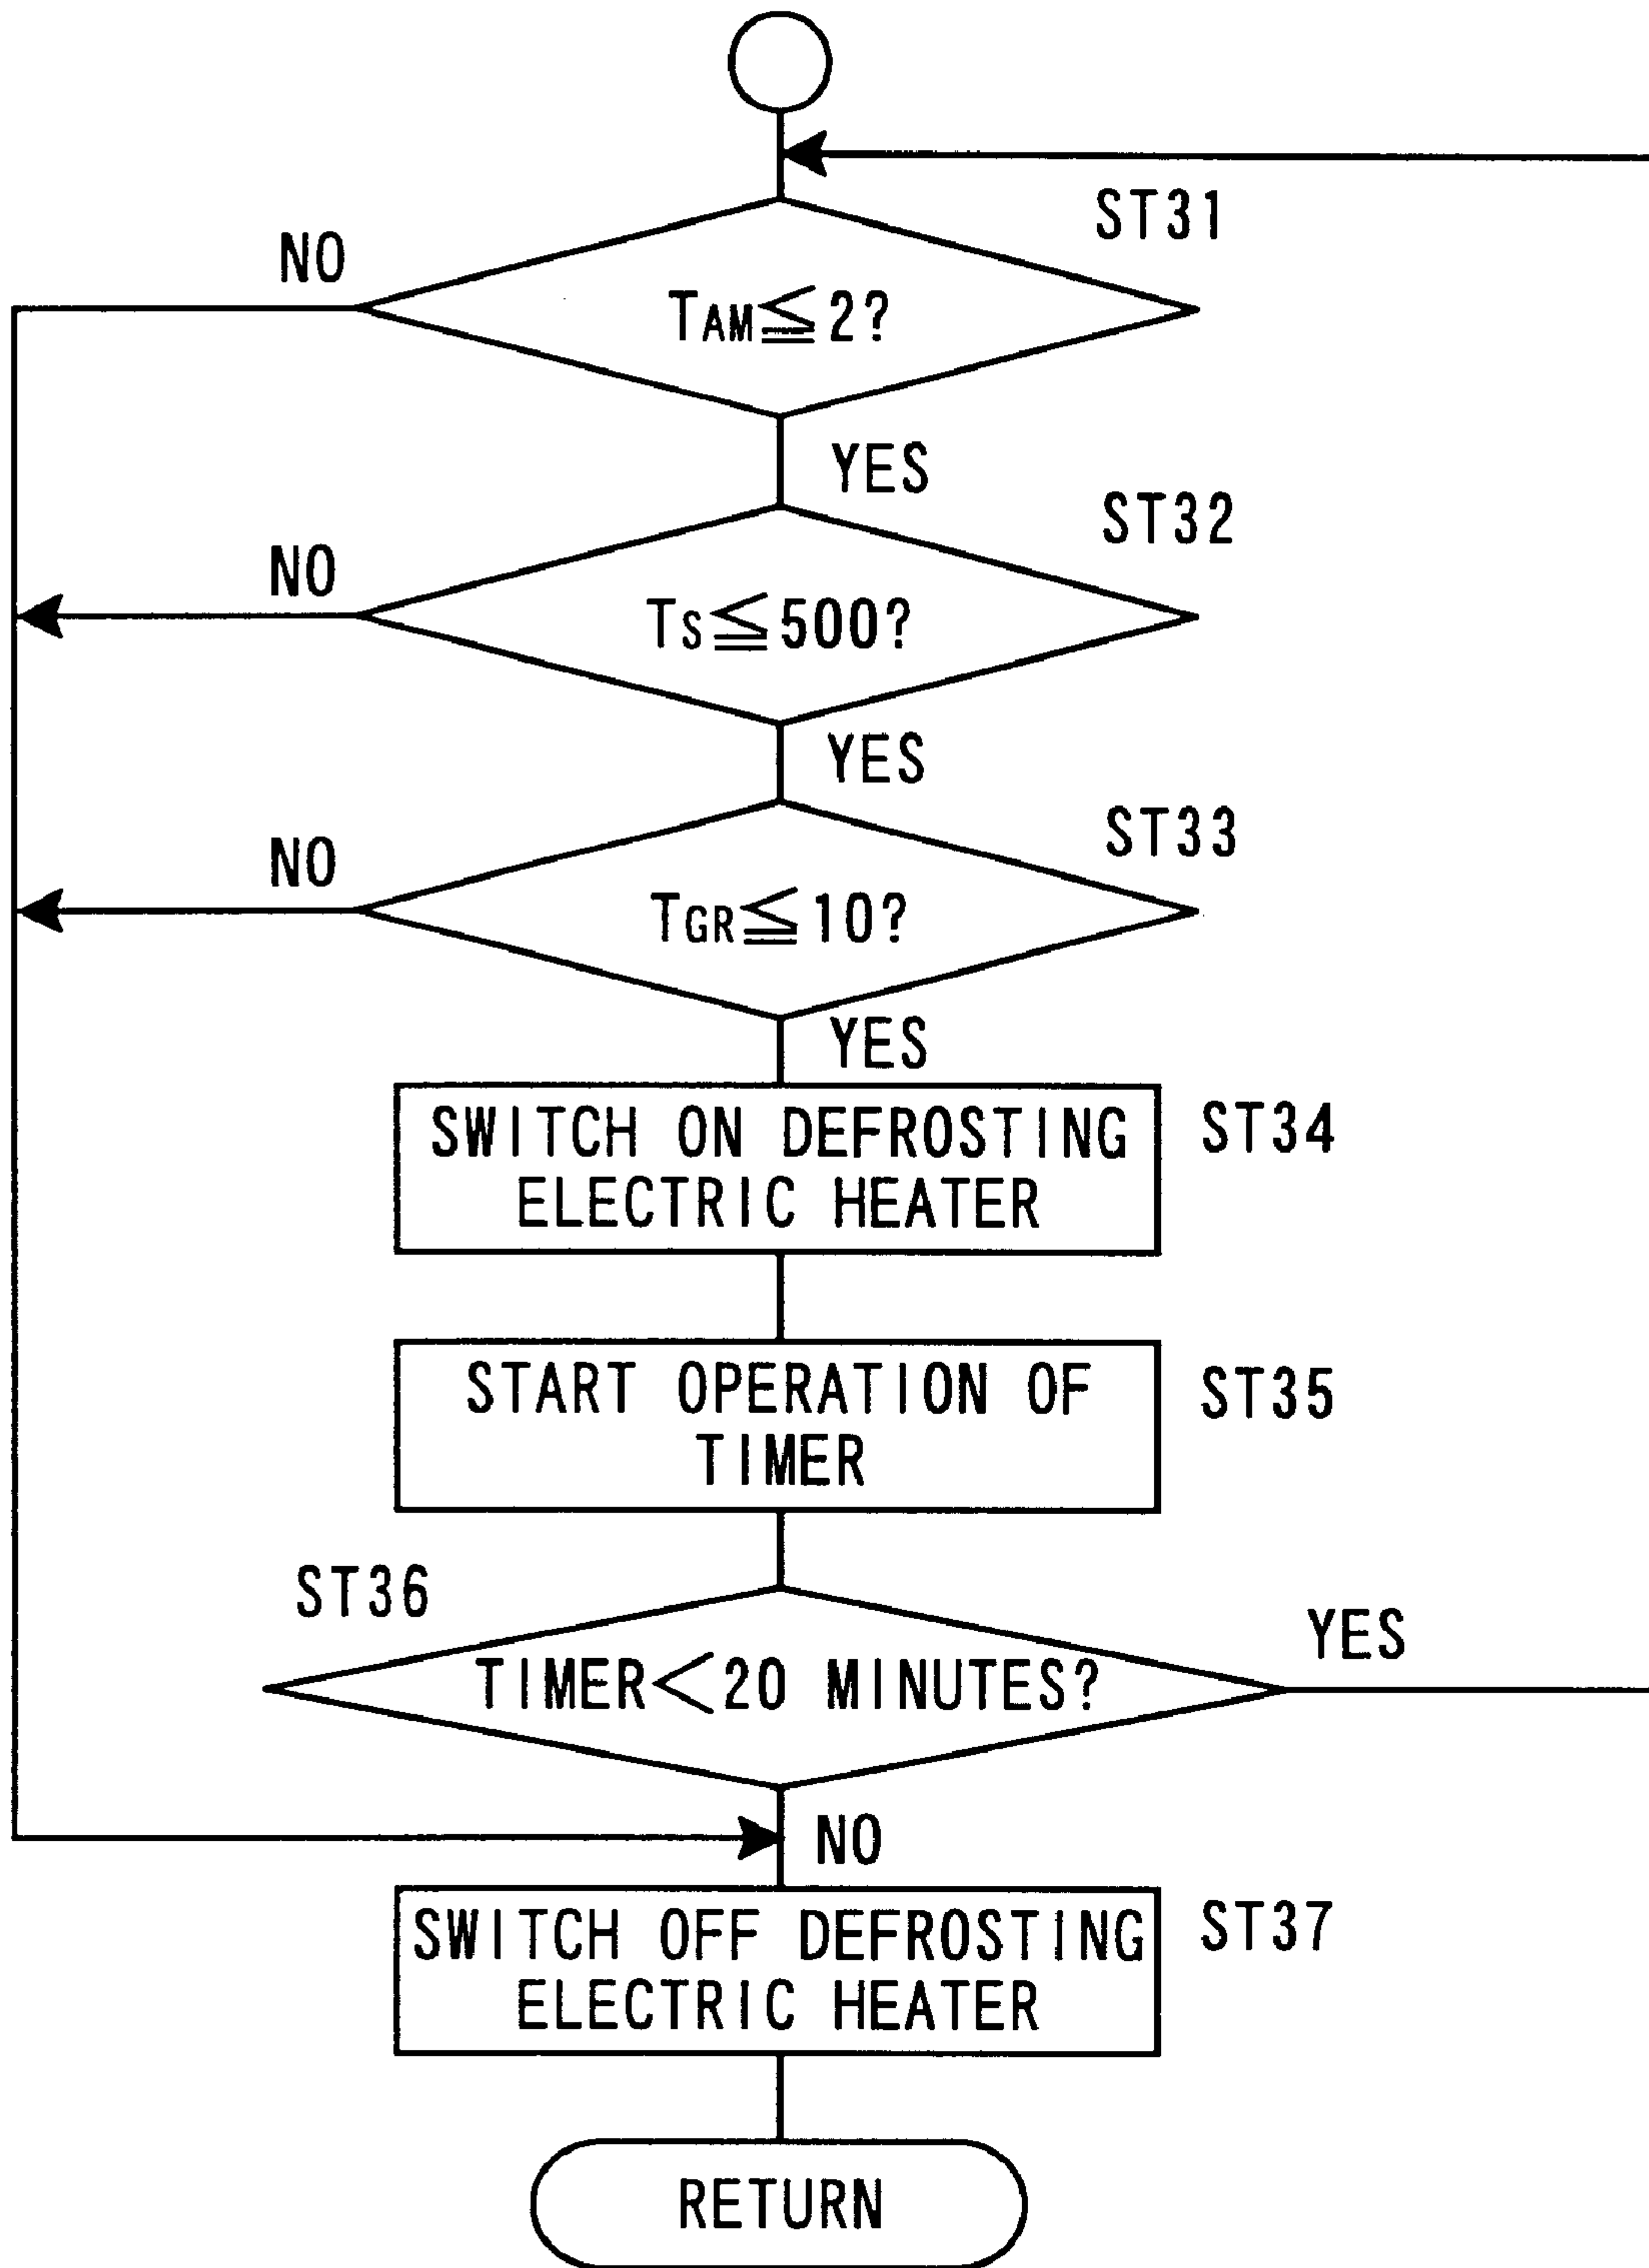 ST31
NO
TAM≦2?
YES
ST32
NO
TS≦500?
YES
ST33
NO
TGR≦10?
YES
SWITCH ON DEFROSTING
ELECTRIC HEATER
ST34
START OPERATION OF
TIMER
ST35
ST36
TIMER<20 MINUTES?
YES
NO
SWITCH OFF DEFROSTING
ELECTRIC HEATER
ST37
RETURN